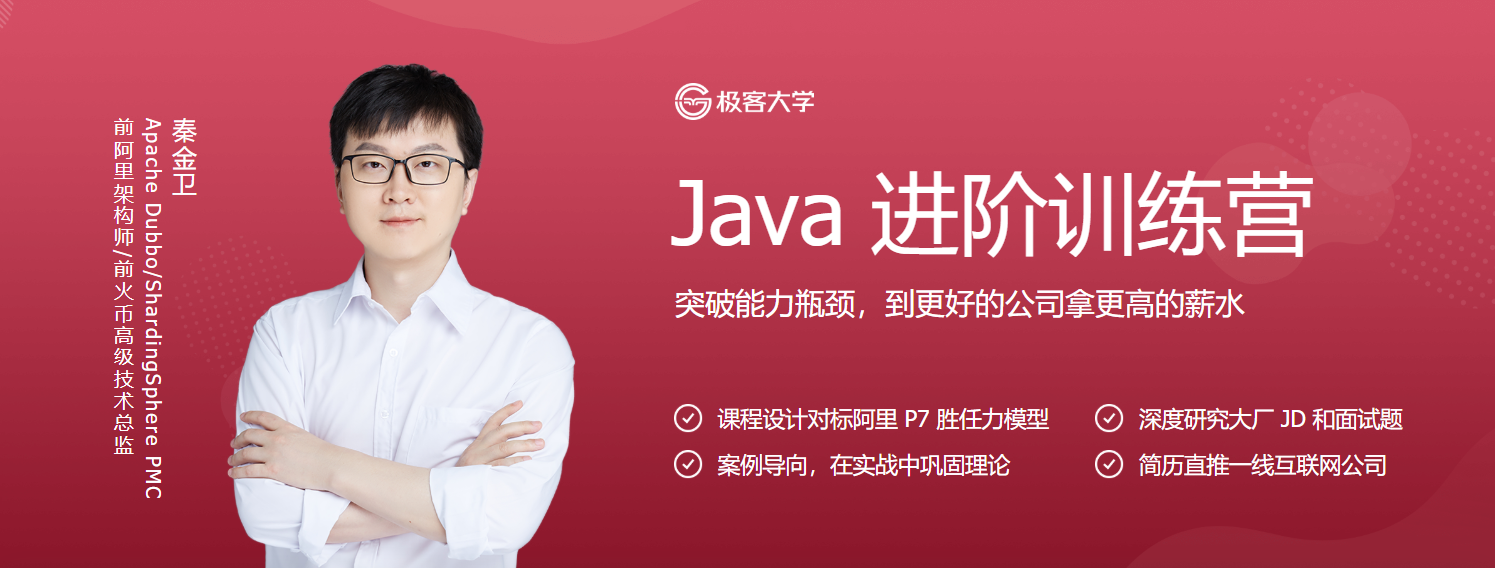 秦金卫
Apache Dubbo/ShardingSphere PMC
前阿里架构师/前火币高级技术总监
极客大学
Java 进阶训练营
突破能力瓶颈，到更好的公司拿更高的薪水
课程设计对标阿里 P7 胜任力模型
深度研究大厂 JD 和面试题
案例导向，在实战中巩固理论
简历直推一线互联网公司